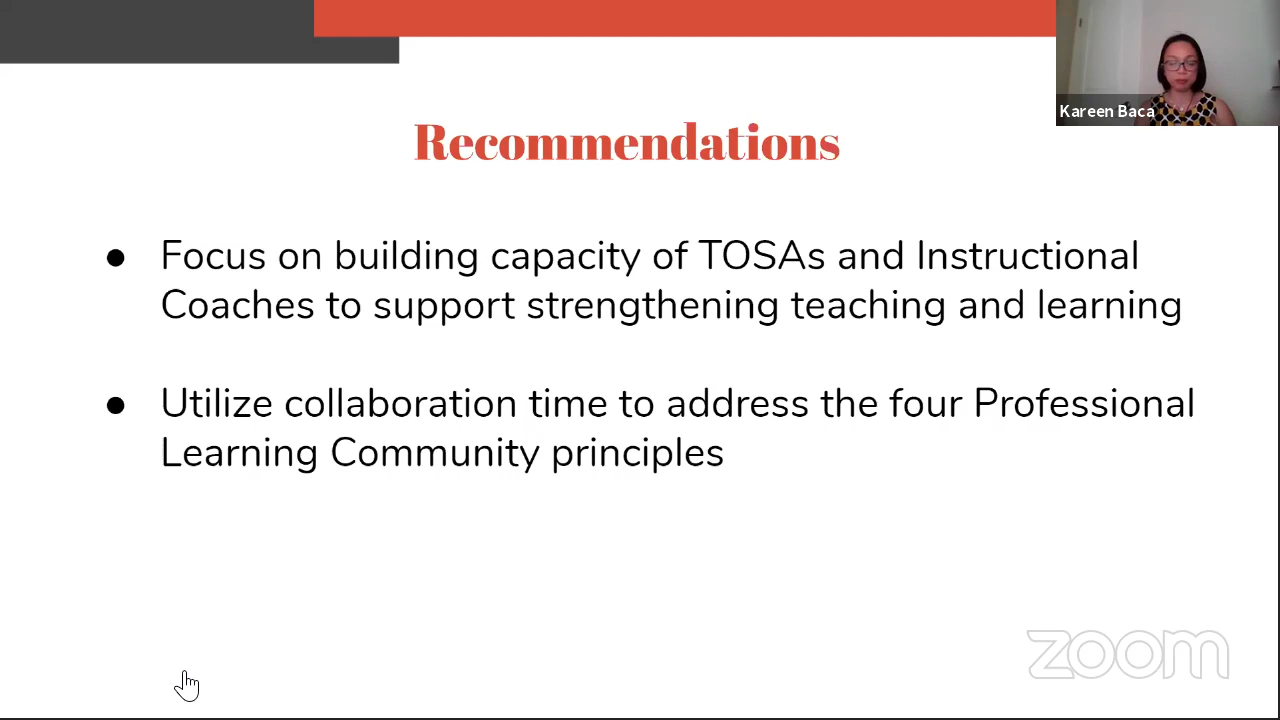 Kareen Baca
Recommendations
● Focus on building capacity of TOSAs and Instructional
Coaches to support strengthening teaching and learning
● Utilize collaboration time to address the four Professional
Learning Community principles
zoom